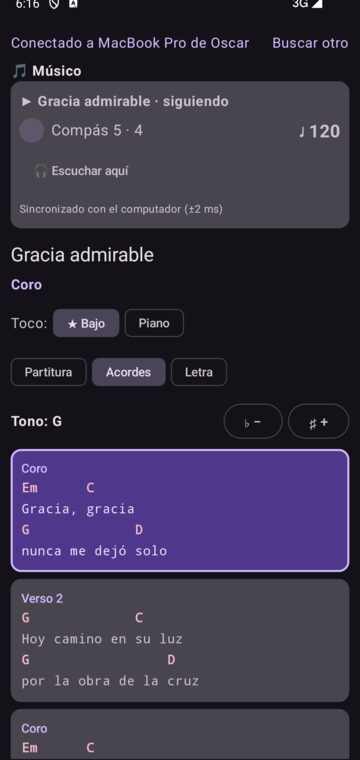 6:16 3G
Conectado a MacBook Pro de Oscar Buscar otro
🎵 Músico
▶ Gracia admirable · siguiendo
Compás 5 · 4 ♩ 120
🎧 Escuchar aquí
Sincronizado con el computador (±2 ms)
Gracia admirable
Coro
Toco: ★ Bajo Piano
Partitura Acordes Letra
Tono: G ♭ − ♯ +
Coro
Em C
Gracia, gracia
G D
nunca me dejó solo
Verso 2
G C
Hoy camino en su luz
G D
por la obra de la cruz
Coro
Em C